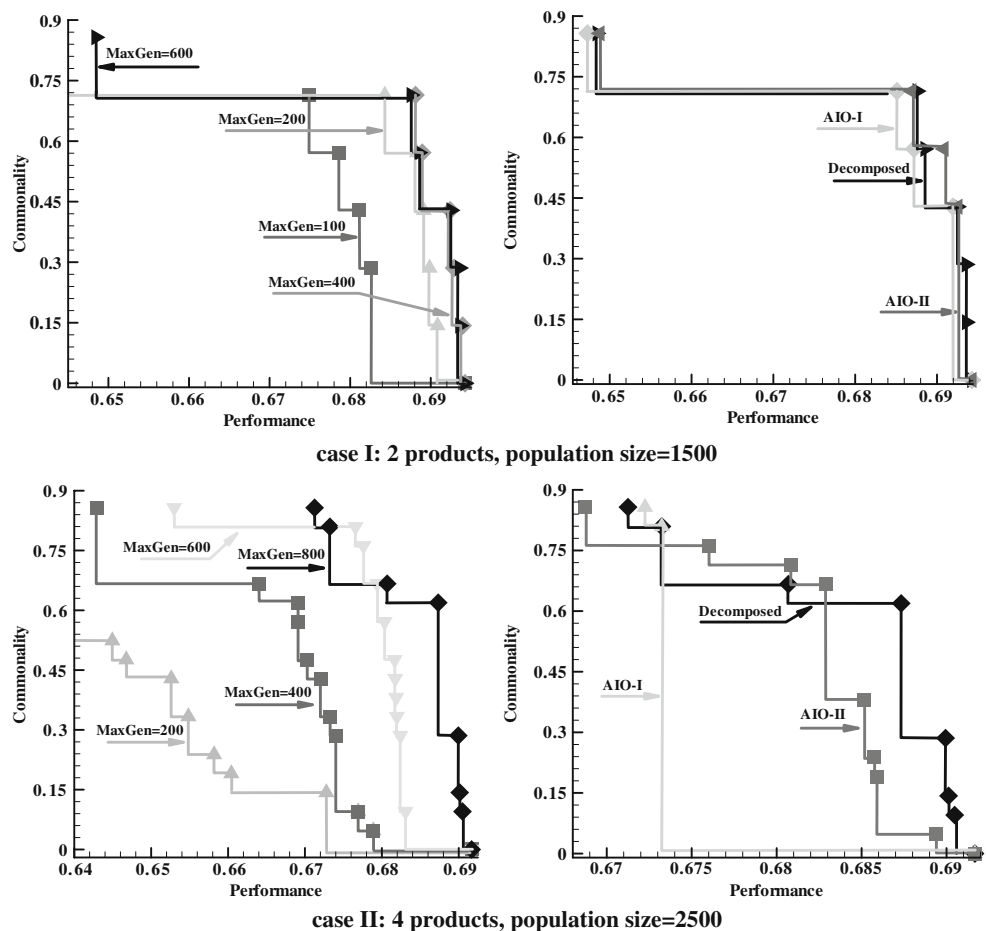 0.9
0.75
0.6
0.45
0.3
0.15
0
Commonality
MaxGen=600
MaxGen=200
MaxGen=100
MaxGen=400
0.65
0.66
0.67
0.68
0.69
Performance
0.9
0.75
0.6
0.45
0.3
0.15
0
Commonality
AIO-I
Decomposed
AIO-II
0.65
0.66
0.67
0.68
0.69
Performance
case I: 2 products, population size=1500
0.9
0.75
0.6
0.45
0.3
0.15
0
Commonality
MaxGen=600
MaxGen=800
MaxGen=400
MaxGen=200
0.64
0.65
0.66
0.67
0.68
0.69
Performance
0.9
0.75
0.6
0.45
0.3
0.15
0
Commonality
Decomposed
AIO-I
AIO-II
0.67
0.675
0.68
0.685
0.69
Performance
case II: 4 products, population size=2500